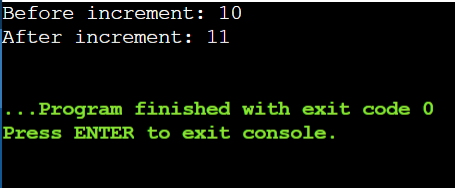 Before increment: 10
After increment: 11
...Program finished with exit code 0
Press ENTER to exit console.